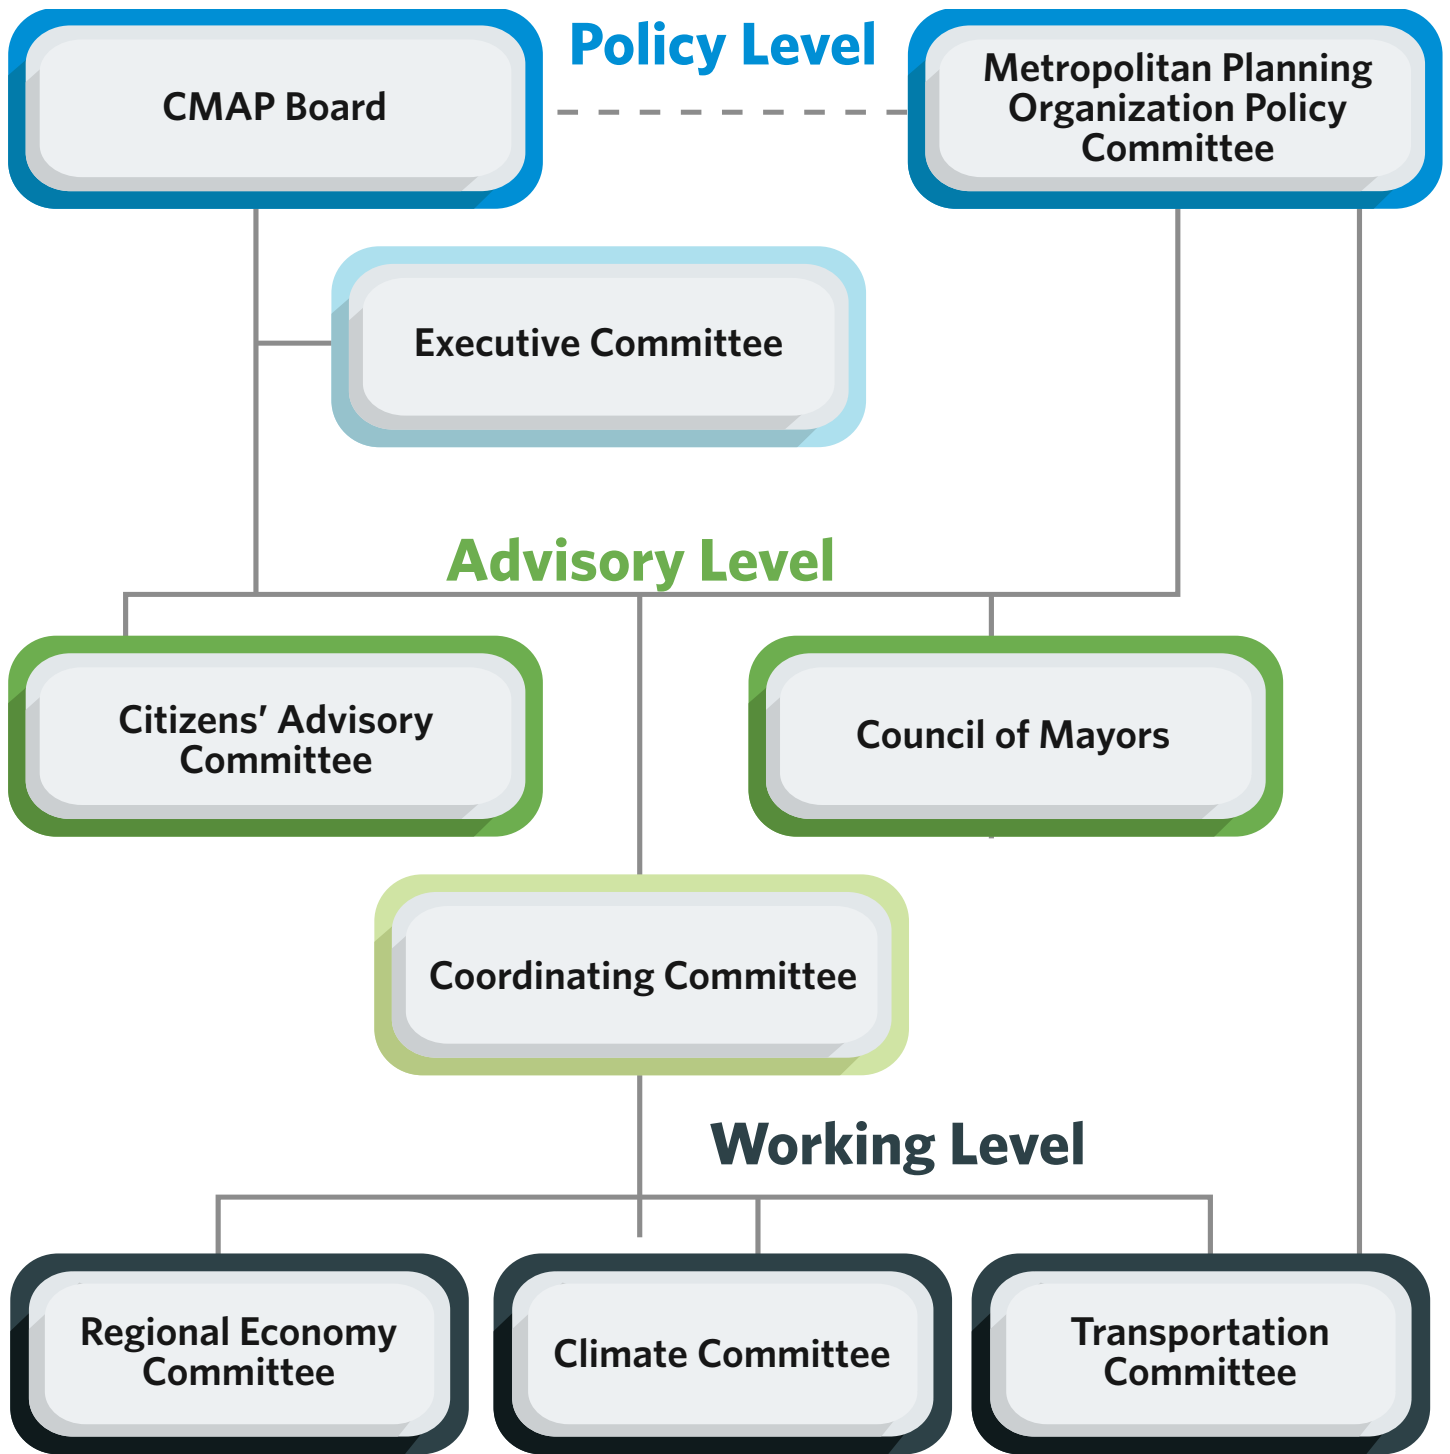 Policy Level
CMAP Board
Metropolitan Planning
Organization Policy
Committee
Executive Committee
Advisory Level
Citizens’ Advisory
Committee
Council of Mayors
Coordinating Committee
Working Level
Regional Economy
Committee
Climate Committee
Transportation
Committee